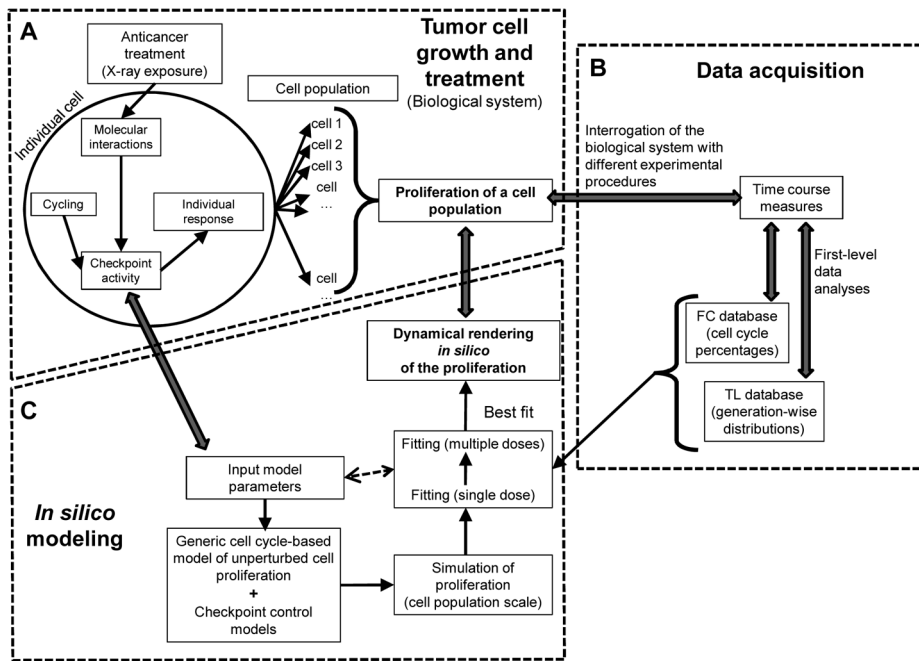 A
Anticancer
treatment
(X-ray exposure)
Tumor cell
growth and
treatment
(Biological system)
Individual cell
Molecular
interactions
Cycling
Individual
response
Checkpoint
activity
Cell population
cell 1
cell 2
cell 3
cell
...
cell
...
Proliferation of a cell
population
B
Data acquisition
Interrogation of the
biological system with
different experimental
procedures
Time course
measures
First-level
data
analyses
FC database
(cell cycle
percentages)
TL database
(generation-wise
distributions)
C
In silico
modeling
Dynamical rendering
in silico
of the proliferation
Best fit
Fitting (multiple doses)
Fitting (single dose)
Input model
parameters
Generic cell cycle-based
model of unperturbed cell
proliferation
+
Checkpoint control
models
Simulation of
proliferation
(cell population scale)